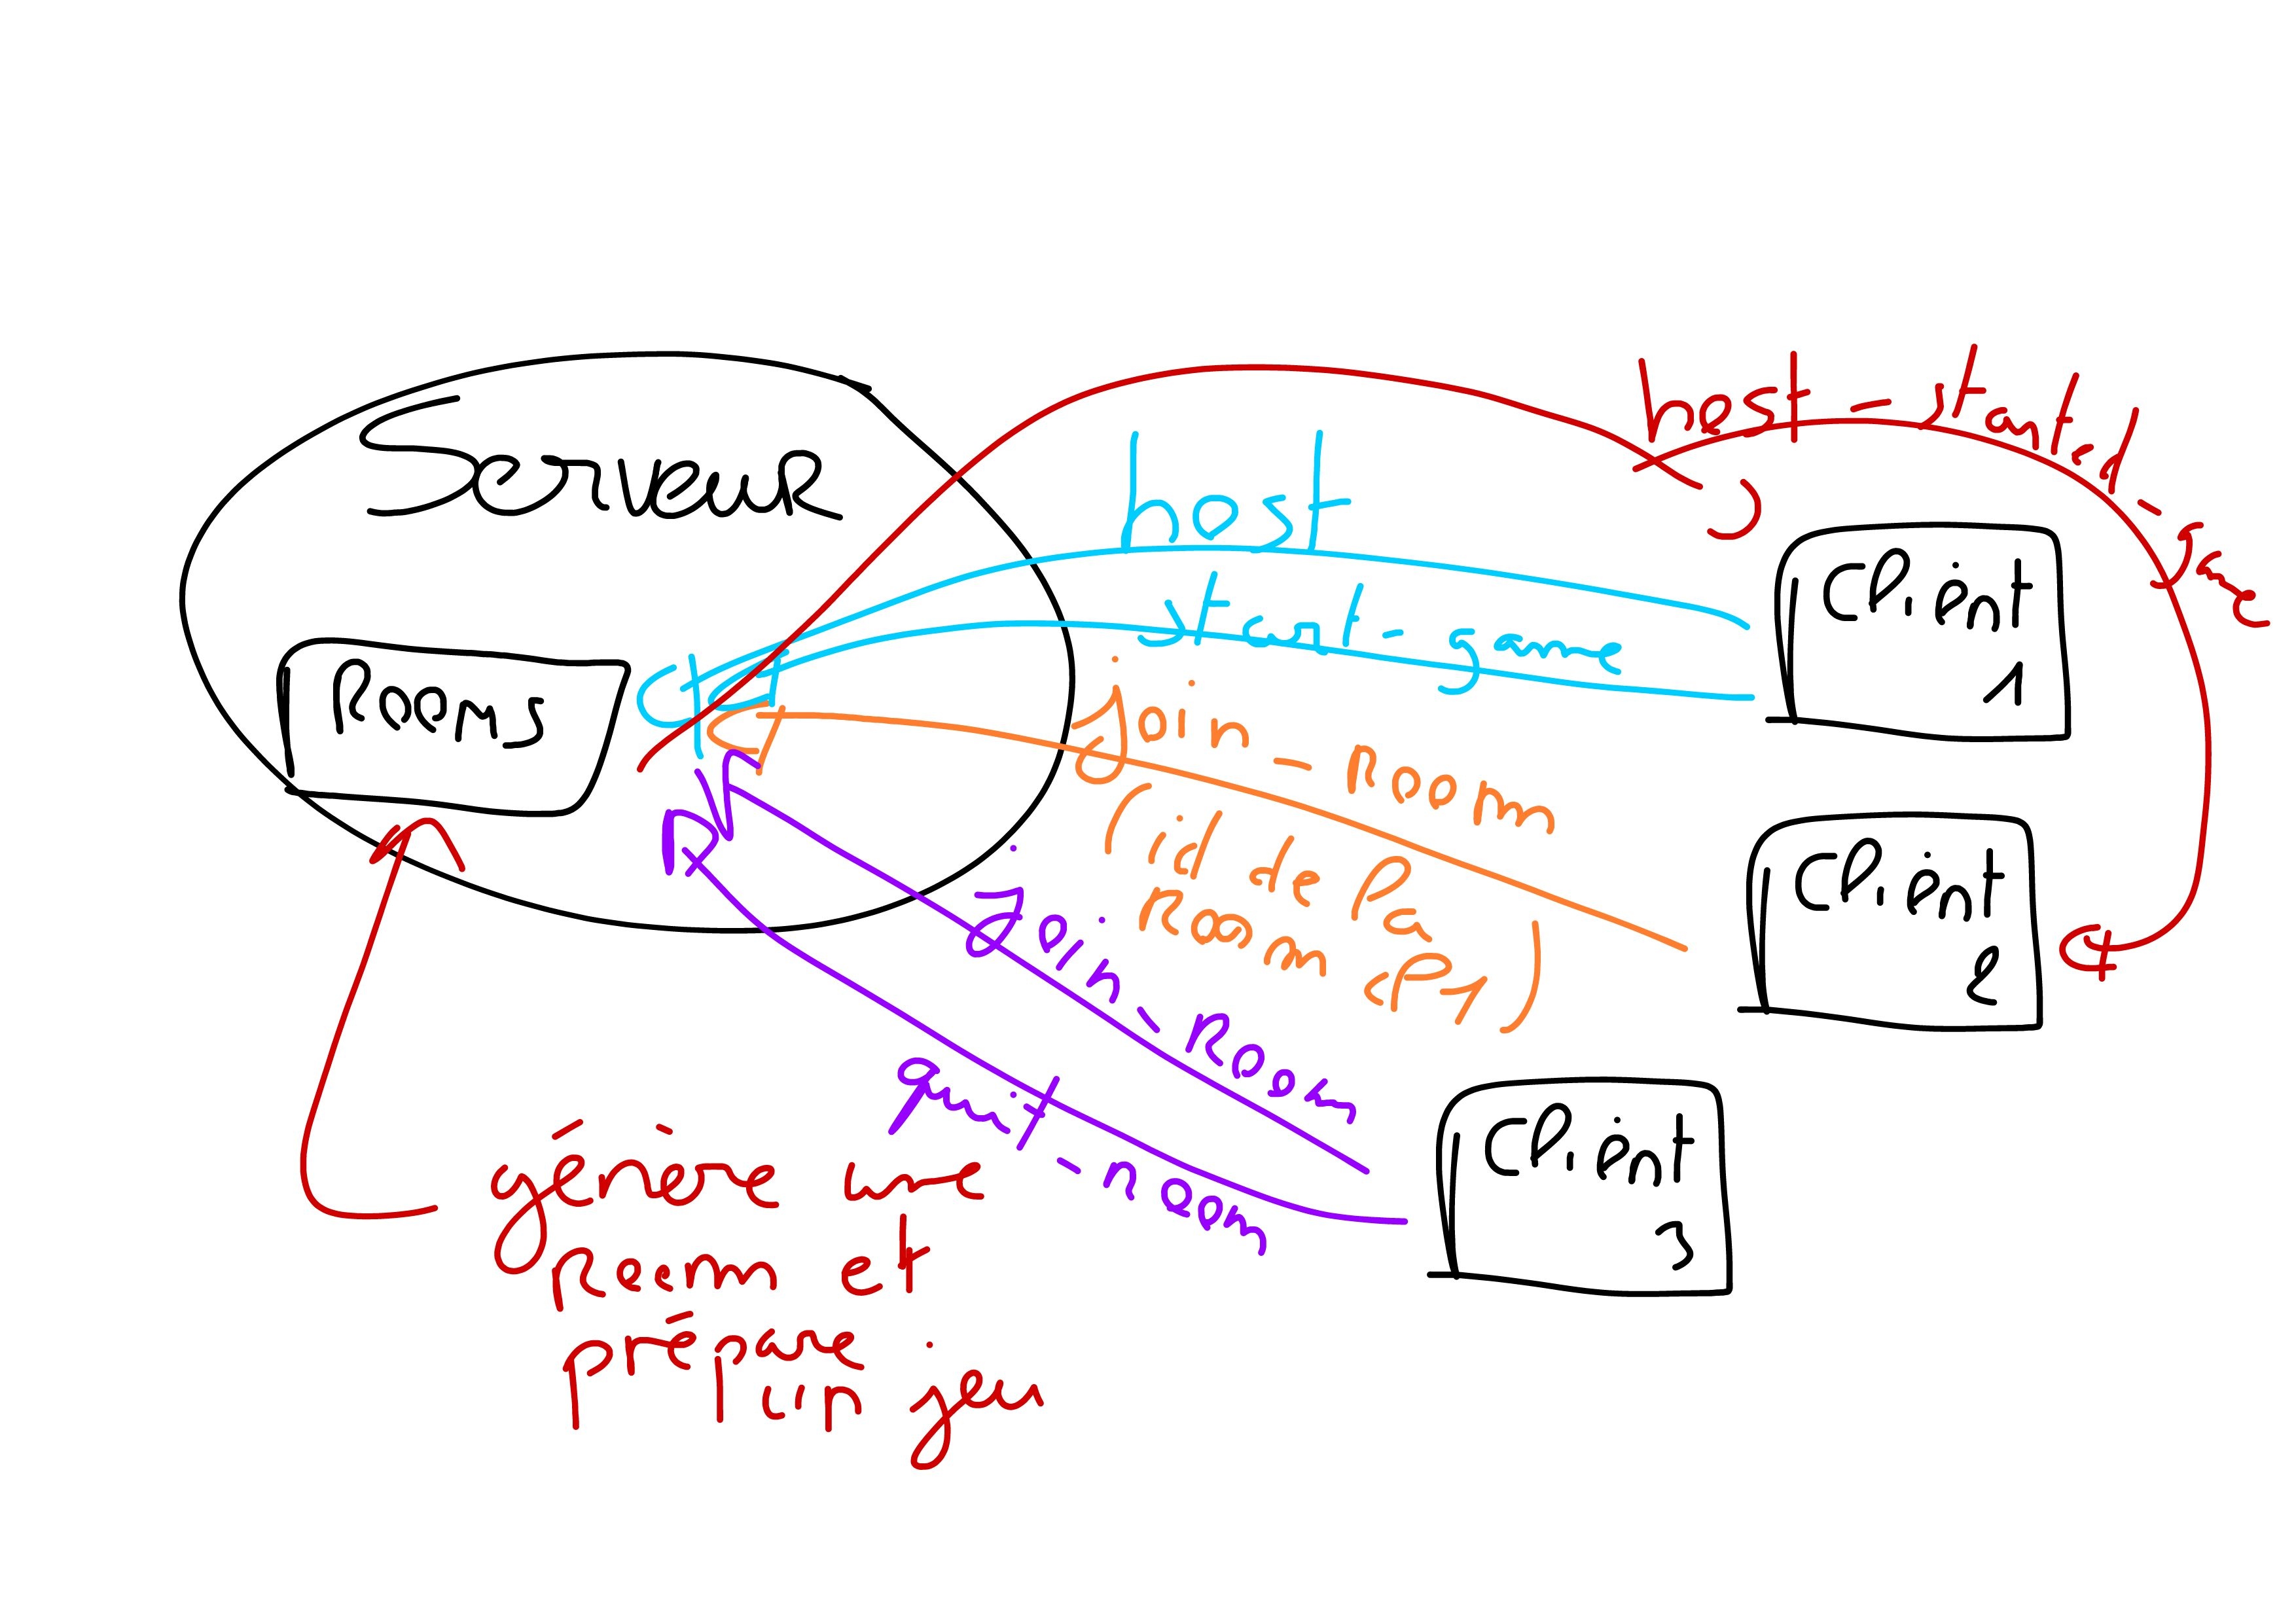 Serveur
Rooms
host
start-game
host-started-game
Client
1
join-room
(id de la
room cp1)
Client
2
Join-Room
quit-room
Client
3
génère une
room et
prépare
un jeu